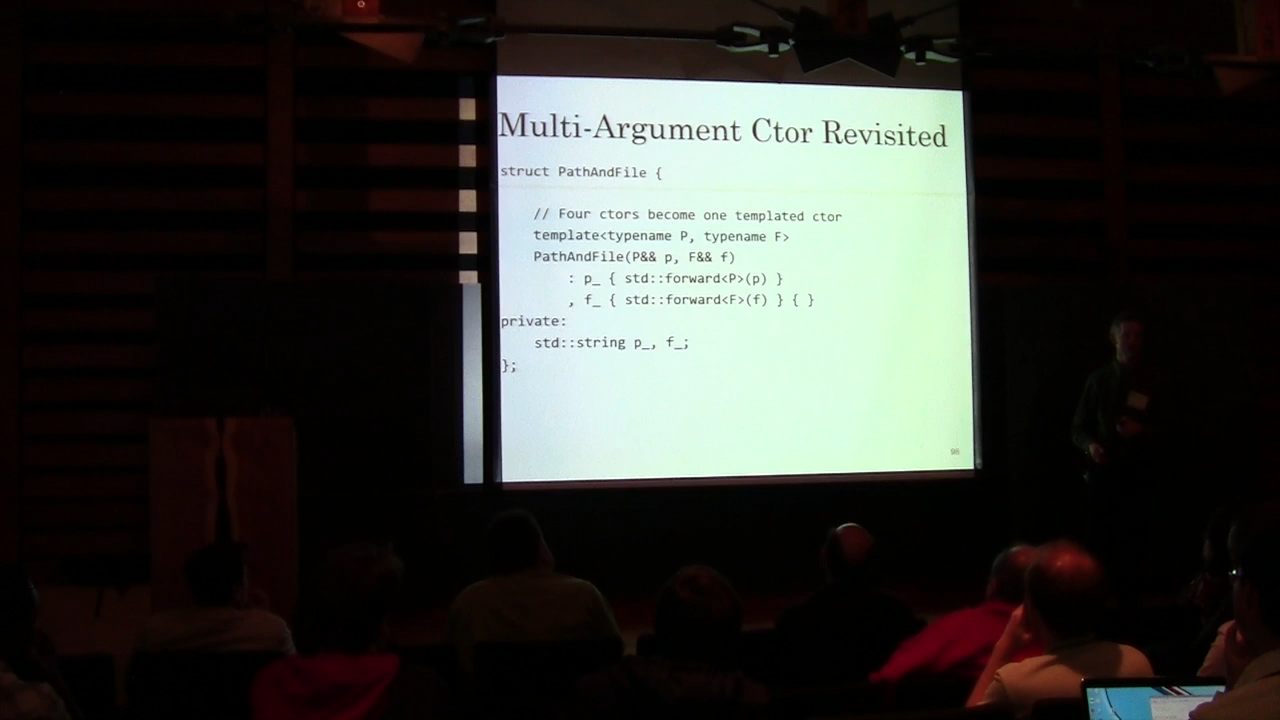 Multi-Argument Ctor Revisited
struct PathAndFile {
// Four ctors become one templated ctor
template<typename P, typename F>
PathAndFile(P&& p, F&& f)
: p_ { std::forward<P>(p) }
, f_ { std::forward<F>(f) } { }
private:
std::string p_, f_;
};
98